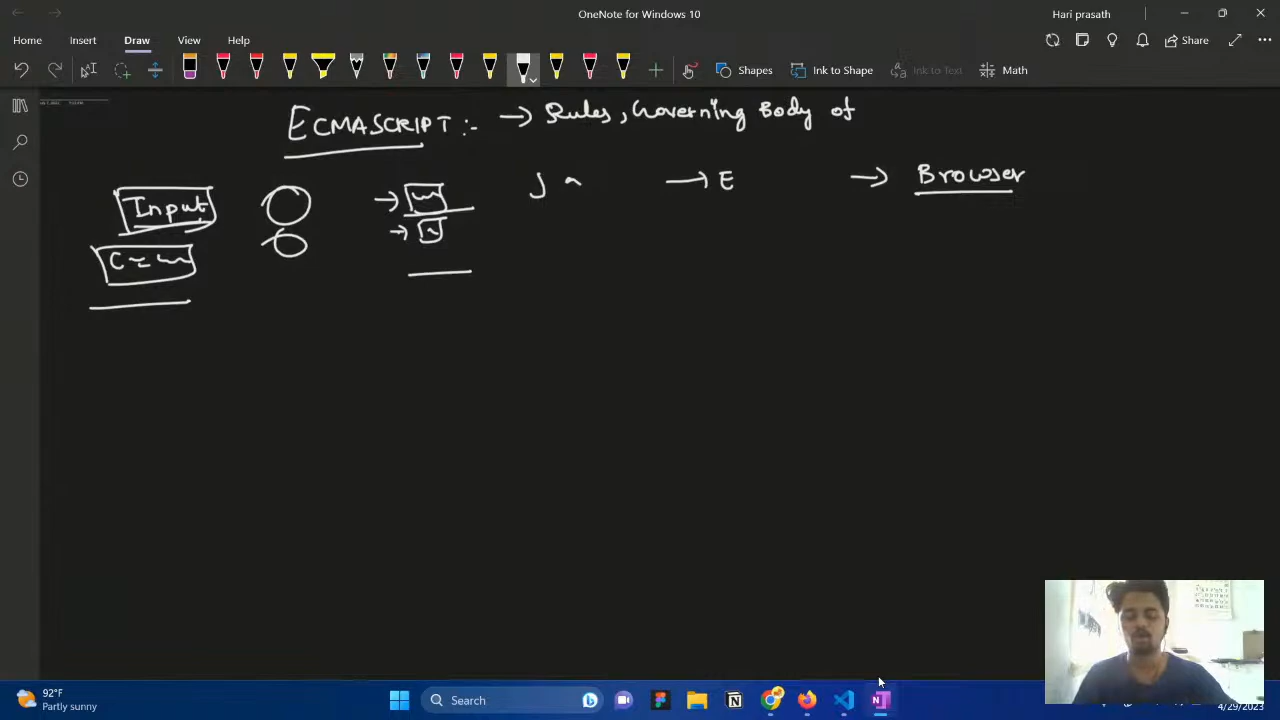 OneNote for Windows 10
Hari prasath
Home Insert Draw View Help
Share
Shapes Ink to Shape Ink to Text Math
ECMASCRIPT :- → Rules, Governing Body of
Input J → E → Browser
C =
92°F
Partly sunny
Search
4/29/202